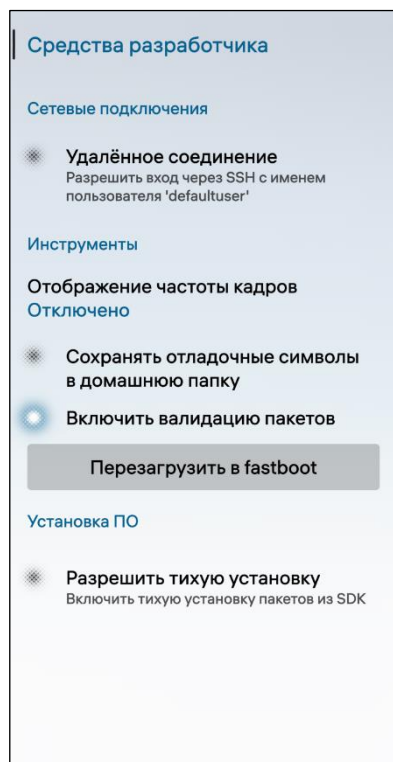 Средства разработчика
Сетевые подключения
Удалённое соединение
Разрешить вход через SSH с именем
пользователя 'defaultuser'
Инструменты
Отображение частоты кадров
Отключено
Сохранять отладочные символы
в домашнюю папку
Включить валидацию пакетов
Перезагрузить в fastboot
Установка ПО
Разрешить тихую установку
Включить тихую установку пакетов из SDK